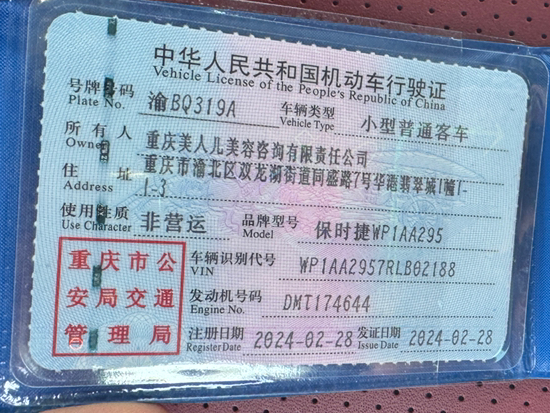 中华人民共和国机动车行驶证
Vehicle License of the People's Republic of China
号牌号码 渝BQ319A 车辆类型 小型普通客车
Plate No. Vehicle Type
所有人 重庆美人儿美容咨询有限责任公司
Owner
住址 重庆市渝北区双龙湖街道同盛路7号华港翡翠城1幢1-
Address 1-3
使用性质 非营运 品牌型号 保时捷WP1AA295
Use Character Model
重庆市公 车辆识别代号 WP1AA2957RLB02188
VIN
安局交通 发动机号码 DMT174644
Engine No.
管理局 注册日期 2024-02-28 发证日期 2024-02-28
Register Date Issue Date